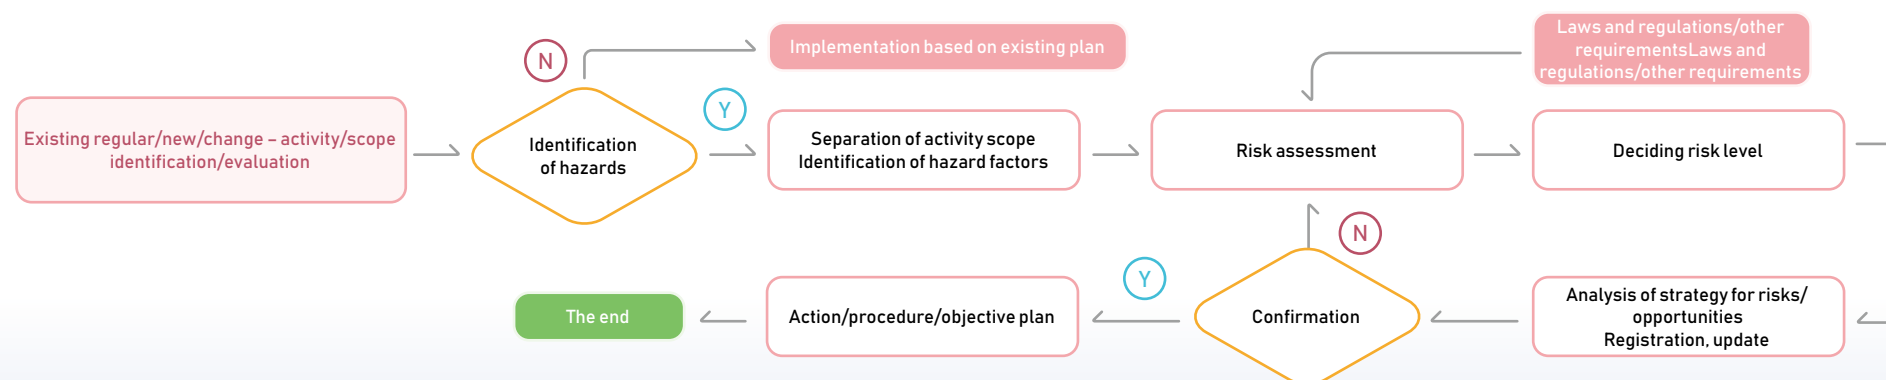 Existing regular/new/change – activity/scope
identification/evaluation
N
Identification
of hazards
Implementation based on existing plan
Y
Separation of activity scope
Identification of hazard factors
Risk assessment
Laws and regulations/other
requirementsLaws and
regulations/other requirements
Deciding risk level
Analysis of strategy for risks/
opportunities
Registration, update
Confirmation
N
Y
Action/procedure/objective plan
The end